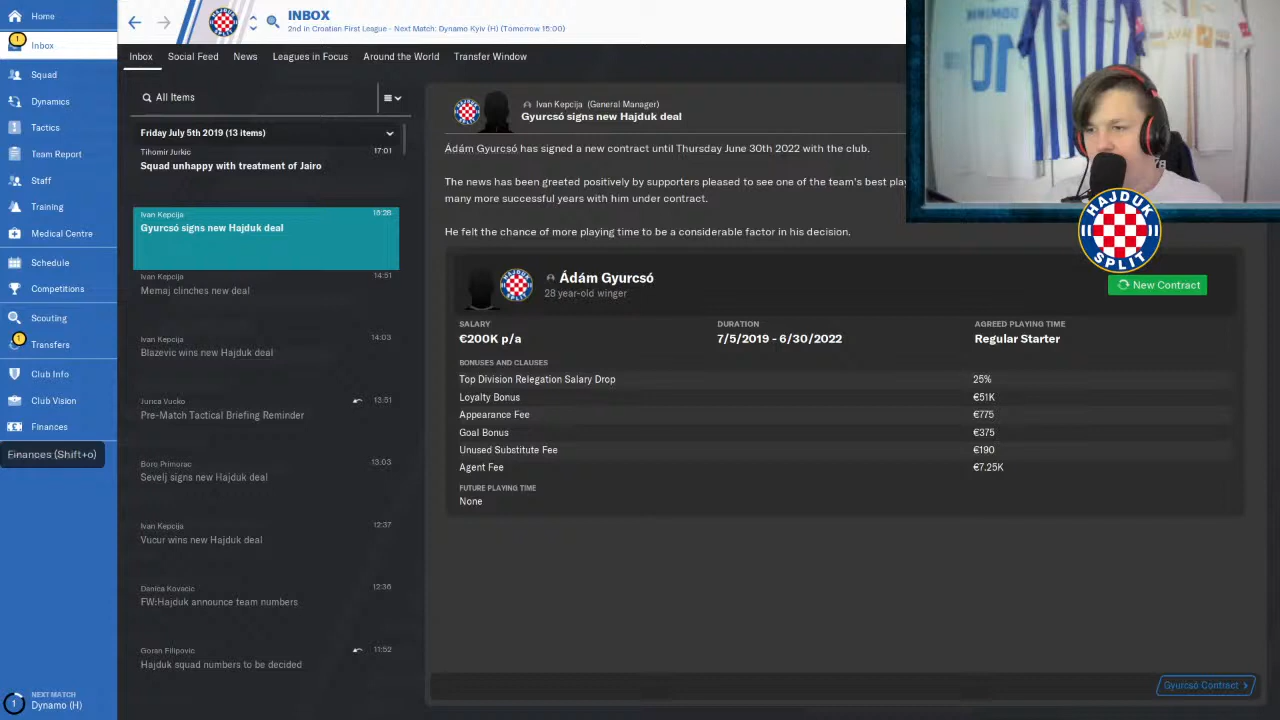 Home
1
Inbox
Squad
Dynamics
Tactics
Team Report
Staff
Training
Medical Centre
Schedule
Competitions
Scouting
1
Transfers
Club Info
Club Vision
Finances
Finances (Shift+o)
1
NEXT MATCH
Dynamo (H)
INBOX
2nd in Croatian First League - Next Match: Dynamo Kyiv (H) (Tomorrow 15:00)
Inbox Social Feed News Leagues in Focus Around the World Transfer Window
All Items
Friday July 5th 2019 (13 items)
Tihomir Jurkic 17:01
Squad unhappy with treatment of Jairo
Ivan Kepcija 16:28
Gyurcsó signs new Hajduk deal
Ivan Kepcija 14:51
Memaj clinches new deal
Ivan Kepcija 14:03
Blazevic wins new Hajduk deal
Jurica Vucko 13:51
Pre-Match Tactical Briefing Reminder
Boro Primorac 13:03
Sevelj signs new Hajduk deal
Ivan Kepcija 12:37
Vucur wins new Hajduk deal
Danica Kovacic 12:36
FW:Hajduk announce team numbers
Goran Filipovic 11:52
Hajduk squad numbers to be decided
Ivan Kepcija (General Manager)
Gyurcsó signs new Hajduk deal
Ádám Gyurcsó has signed a new contract until Thursday June 30th 2022 with the club.
The news has been greeted positively by supporters pleased to see one of the team's best play
many more successful years with him under contract.
He felt the chance of more playing time to be a considerable factor in his decision.
Ádám Gyurcsó
28 year-old winger
New Contract
SALARY DURATION AGREED PLAYING TIME
€200K p/a 7/5/2019 - 6/30/2022 Regular Starter
BONUSES AND CLAUSES
Top Division Relegation Salary Drop 25%
Loyalty Bonus €51K
Appearance Fee €775
Goal Bonus €375
Unused Substitute Fee €190
Agent Fee €7.25K
FUTURE PLAYING TIME
None
Gyurcsó Contract
HAJDUK
SPLIT
10